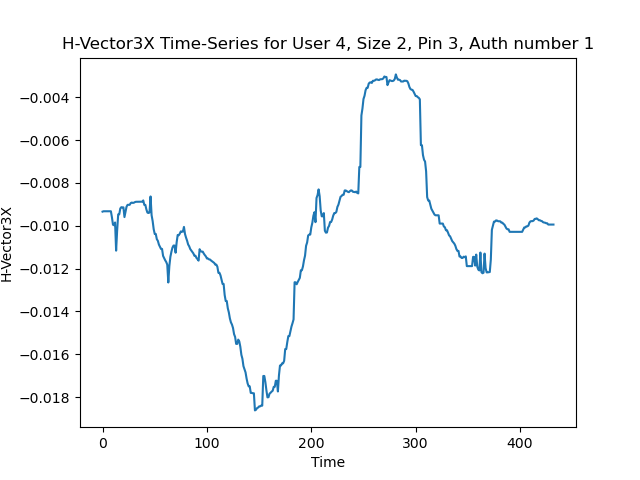 H-Vector3X Time-Series for User 4, Size 2, Pin 3, Auth number 1
H-Vector3X
−0.004
−0.006
−0.008
−0.010
−0.012
−0.014
−0.016
−0.018
0 100 200 300 400
Time